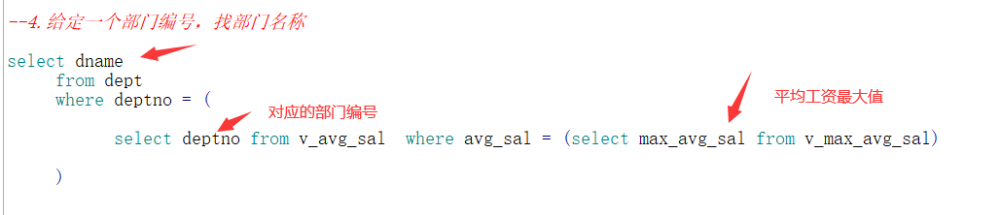 --4.给定一个部门编号，找部门名称
select dname
from dept
where deptno = (
对应的部门编号
平均工资最大值
select deptno from v_avg_sal  where avg_sal = (select max_avg_sal from v_max_avg_sal)
)